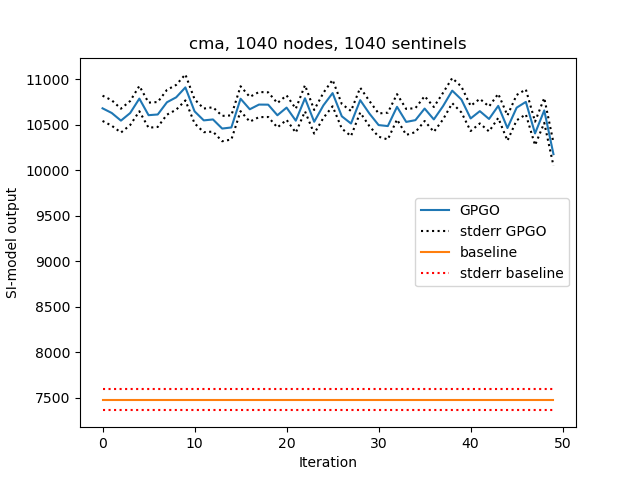 cma, 1040 nodes, 1040 sentinels
SI-model output
11000
10500
10000
9500
9000
8500
8000
7500
GPGO
stderr GPGO
baseline
stderr baseline
0 10 20 30 40 50
Iteration